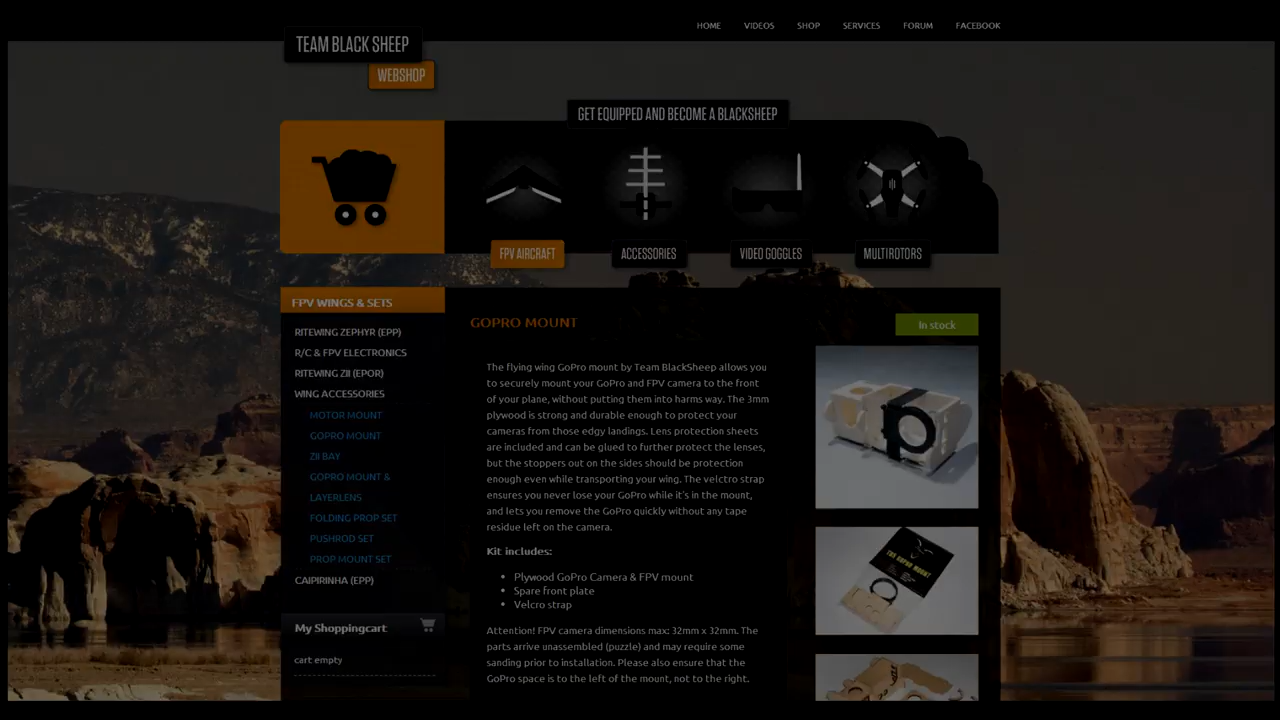 HOME VIDEOS SHOP SERVICES FORUM FACEBOOK
TEAM BLACK SHEEP
WEBSHOP
GET EQUIPPED AND BECOME A BLACKSHEEP
FPV AIRCRAFT ACCESSORIES VIDEO GOGGLES MULTIROTORS
FPV WINGS & SETS
RITEWING ZEPHYR (EPP)
R/C & FPV ELECTRONICS
RITEWING ZII (EPOR)
WING ACCESSORIES
MOTOR MOUNT
GOPRO MOUNT
ZII BAY
GOPRO MOUNT &
LAYERLENS
FOLDING PROP SET
PUSHROD SET
PROP MOUNT SET
CAIPIRINHA (EPP)
My Shoppingcart
cart empty
GOPRO MOUNT
In stock
The flying wing GoPro mount by Team BlackSheep allows you
to securely mount your GoPro and FPV camera to the front
of your plane, without putting them into harms way. The 3mm
plywood is strong and durable enough to protect your
cameras from those edgy landings. Lens protection sheets
are included and can be glued to further protect the lenses,
but the stoppers out on the sides should be protection
enough even while transporting your wing. The velctro strap
ensures you never lose your GoPro while it's in the mount,
and lets you remove the GoPro quickly without any tape
residue left on the camera.
Kit includes:
• Plywood GoPro Camera & FPV mount
• Spare front plate
• Velcro strap
Attention! FPV camera dimensions max: 32mm x 32mm. The
parts arrive unassembled (puzzle) and may require some
sanding prior to installation. Please also ensure that the
GoPro space is to the left of the mount, not to the right.
TBS GOPRO MOUNT